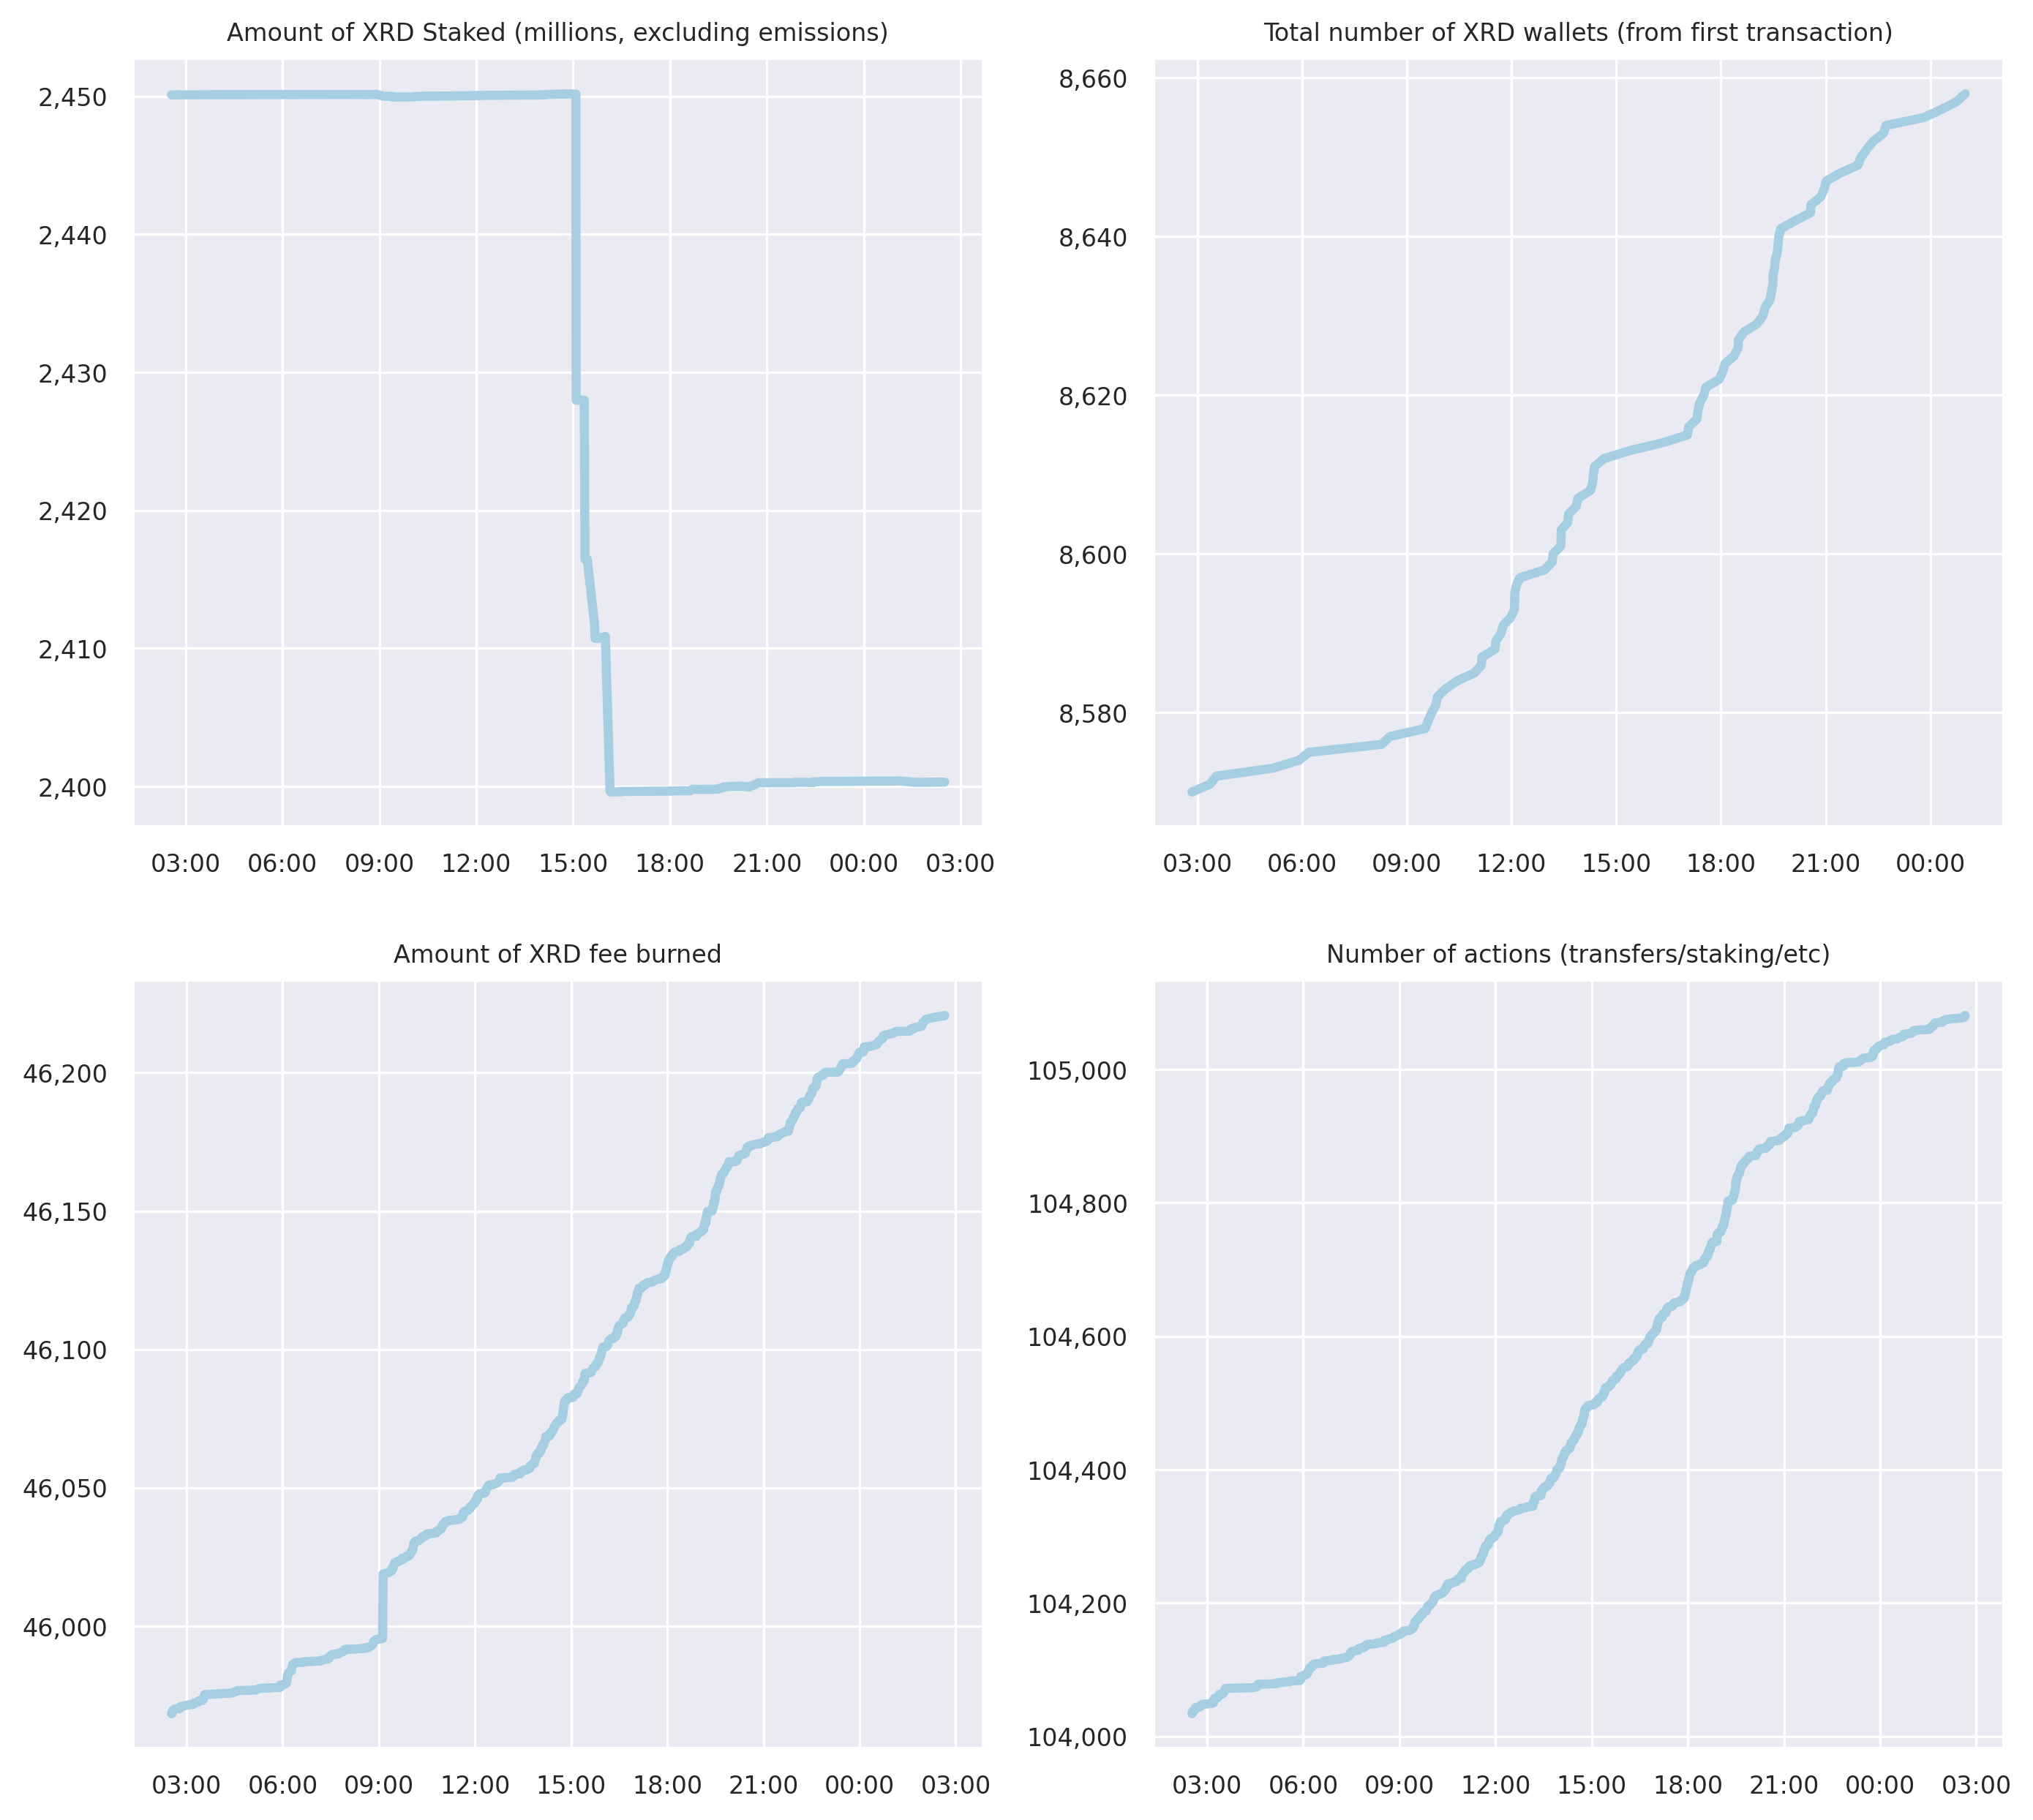 Amount of XRD Staked (millions, excluding emissions)
2,450
2,440
2,430
2,420
2,410
2,400
03:00 06:00 09:00 12:00 15:00 18:00 21:00 00:00 03:00
Total number of XRD wallets (from first transaction)
8,660
8,640
8,620
8,600
8,580
03:00 06:00 09:00 12:00 15:00 18:00 21:00 00:00
Amount of XRD fee burned
46,200
46,150
46,100
46,050
46,000
03:00 06:00 09:00 12:00 15:00 18:00 21:00 00:00 03:00
Number of actions (transfers/staking/etc)
105,000
104,800
104,600
104,400
104,200
104,000
03:00 06:00 09:00 12:00 15:00 18:00 21:00 00:00 03:00